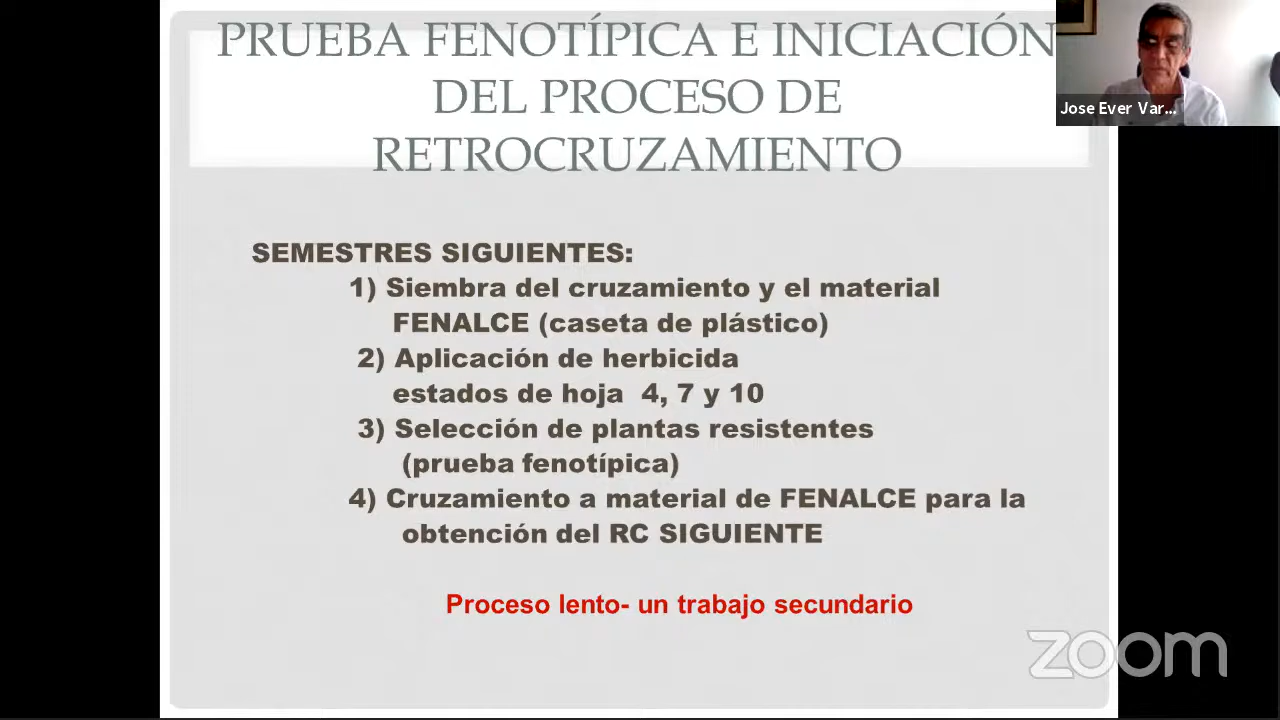 PRUEBA FENOTÍPICA E INICIACIÓN
DEL PROCESO DE
RETROCRUZAMIENTO
Jose Ever Var...
SEMESTRES SIGUIENTES:
1) Siembra del cruzamiento y el material
FENALCE (caseta de plástico)
2) Aplicación de herbicida
estados de hoja 4, 7 y 10
3) Selección de plantas resistentes
(prueba fenotípica)
4) Cruzamiento a material de FENALCE para la
obtención del RC SIGUIENTE
Proceso lento- un trabajo secundario
zoom